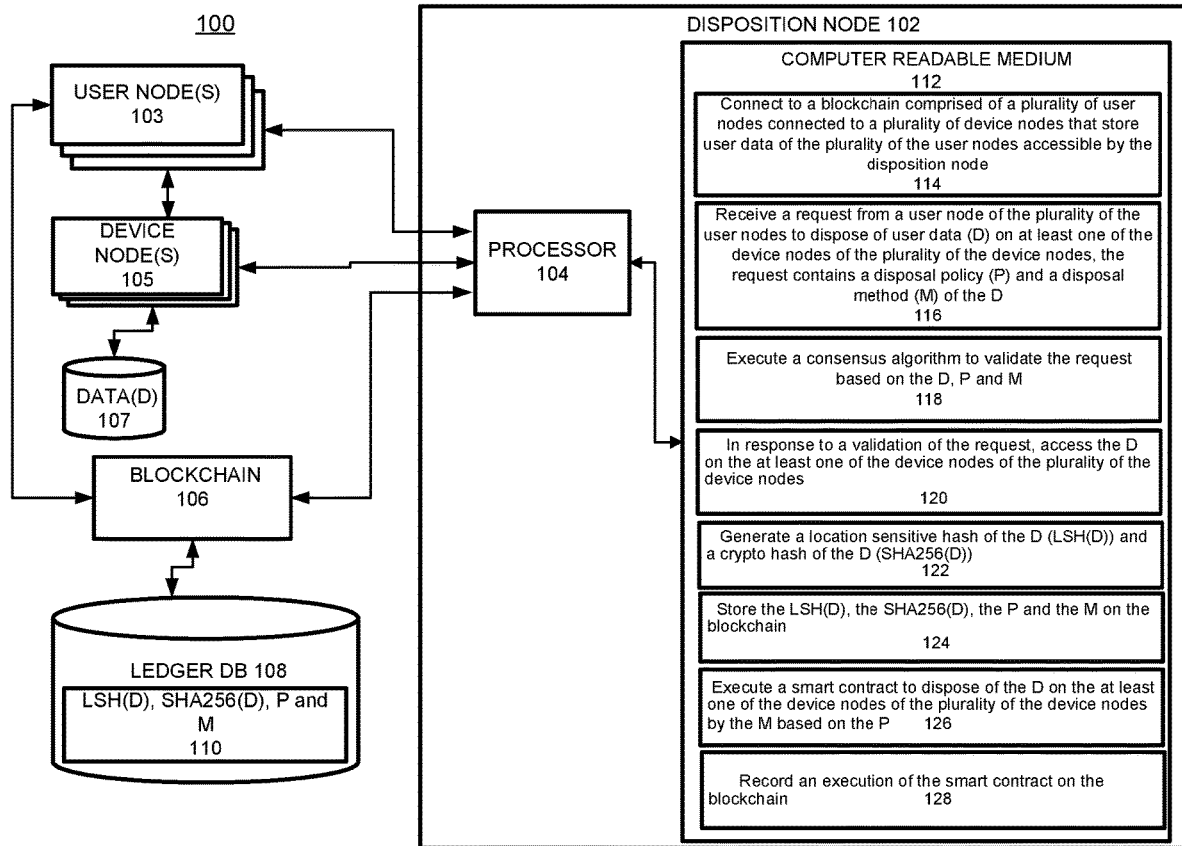 100
USER NODE(S)
103
DEVICE
NODE(S)
105
DATA(D)
107
BLOCKCHAIN
106
LEDGER DB 108
LSH(D), SHA256(D), P and
M
110
PROCESSOR
104
DISPOSITION NODE 102
COMPUTER READABLE MEDIUM
112
Connect to a blockchain comprised of a plurality of user
nodes connected to a plurality of device nodes that store
user data of the plurality of the user nodes accessible by the
disposition node
114
Receive a request from a user node of the plurality of the
user nodes to dispose of user data (D) on at least one of the
device nodes of the plurality of the device nodes, the
request contains a disposal policy (P) and a disposal
method (M) of the D
116
Execute a consensus algorithm to validate the request
based on the D, P and M
118
In response to a validation of the request, access the D
on the at least one of the device nodes of the plurality of the
device nodes
120
Generate a location sensitive hash of the D (LSH(D)) and
a crypto hash of the D (SHA256(D))
122
Store the LSH(D), the SHA256(D), the P and the M on the
blockchain
124
Execute a smart contract to dispose of the D on the at least
one of the device nodes of the plurality of the device nodes
by the M based on the P 126
Record an execution of the smart contract on the
blockchain 128